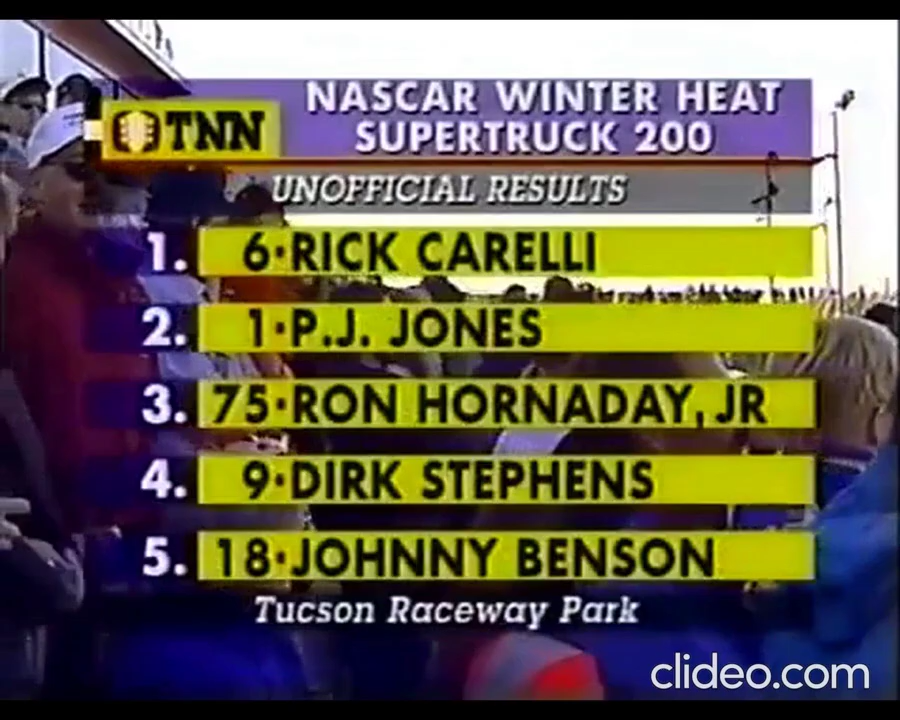 NASCAR WINTER HEAT
TNN SUPERTRUCK 200
UNOFFICIAL RESULTS
1. 6·RICK CARELLI
2. 1·P.J. JONES
3. 75·RON HORNADAY, JR
4. 9·DIRK STEPHENS
5. 18·JOHNNY BENSON
Tucson Raceway Park
clideo.com